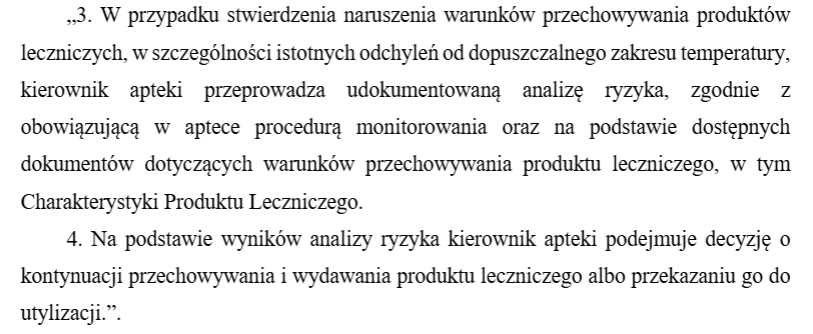 „3. W przypadku stwierdzenia naruszenia warunków przechowywania produktów
leczniczych, w szczególności istotnych odchyleń od dopuszczalnego zakresu temperatury,
kierownik apteki przeprowadza udokumentowaną analizę ryzyka, zgodnie z
obowiązującą w aptece procedurą monitorowania oraz na podstawie dostępnych
dokumentów dotyczących warunków przechowywania produktu leczniczego, w tym
Charakterystyki Produktu Leczniczego.
4. Na podstawie wyników analizy ryzyka kierownik apteki podejmuje decyzję o
kontynuacji przechowywania i wydawania produktu leczniczego albo przekazaniu go do
utylizacji.”.